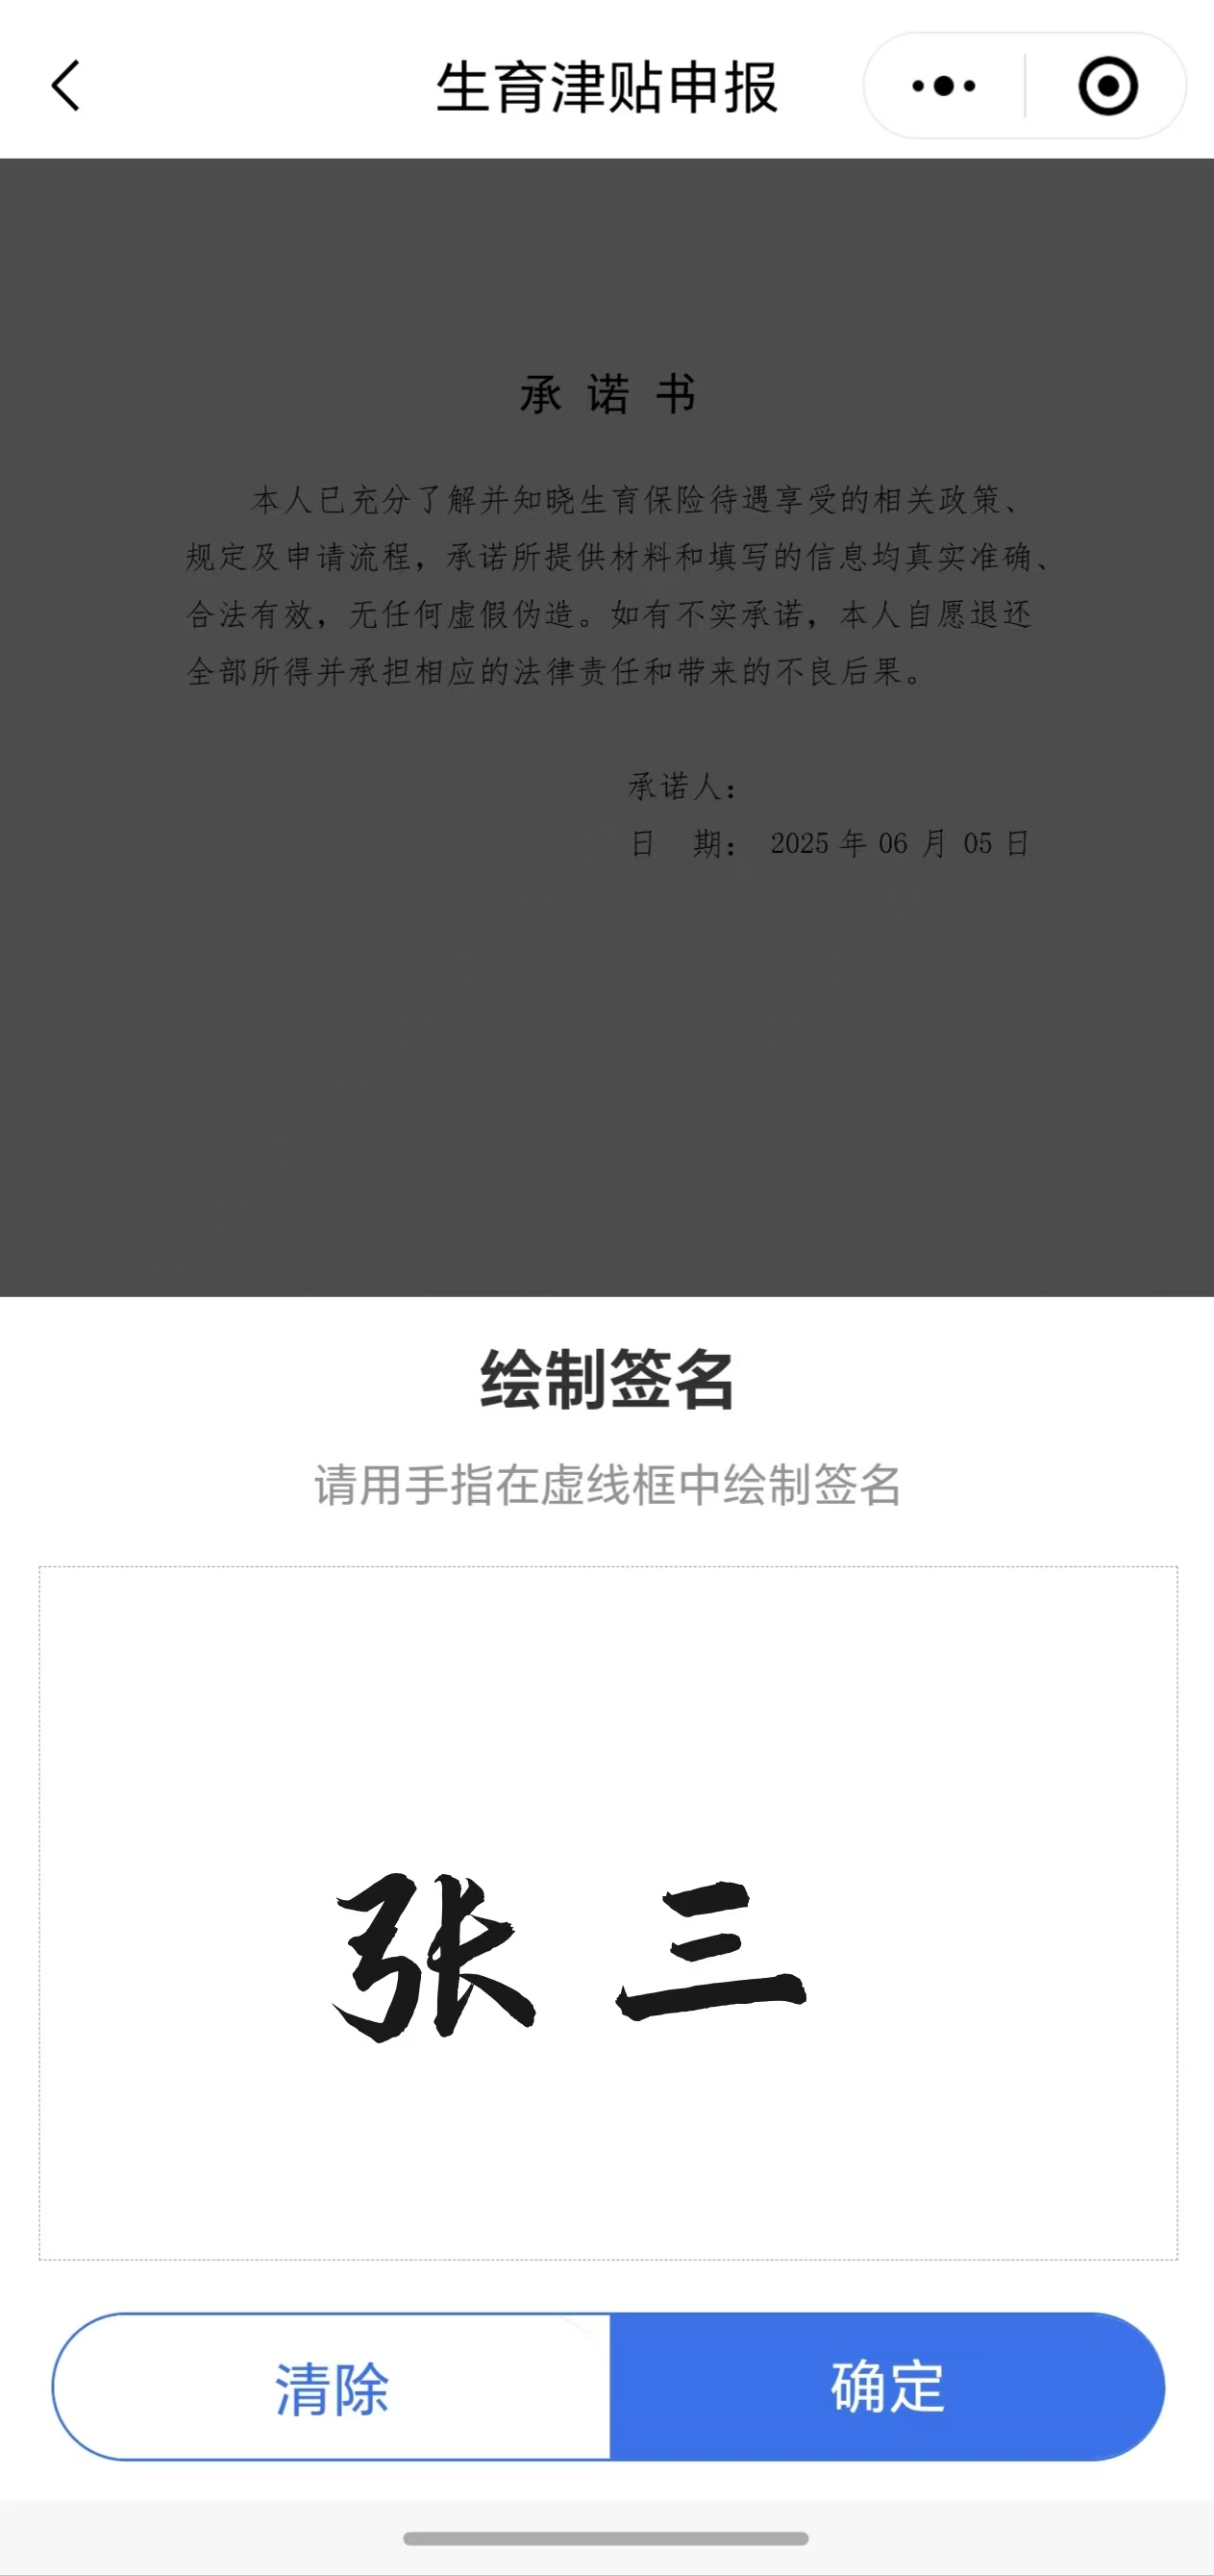 生育津贴申报
承诺书
本人已充分了解并知晓生育保险待遇享受的相关政策、
规定及申请流程，承诺所提供材料和填写的信息均真实准确、
合法有效，无任何虚假伪造。如有不实承诺，本人自愿退还
全部所得并承担相应的法律责任和带来的不良后果。
承诺人：
日 期： 2025 年 06 月 05 日
绘制签名
请用手指在虚线框中绘制签名
张 三
清除
确定